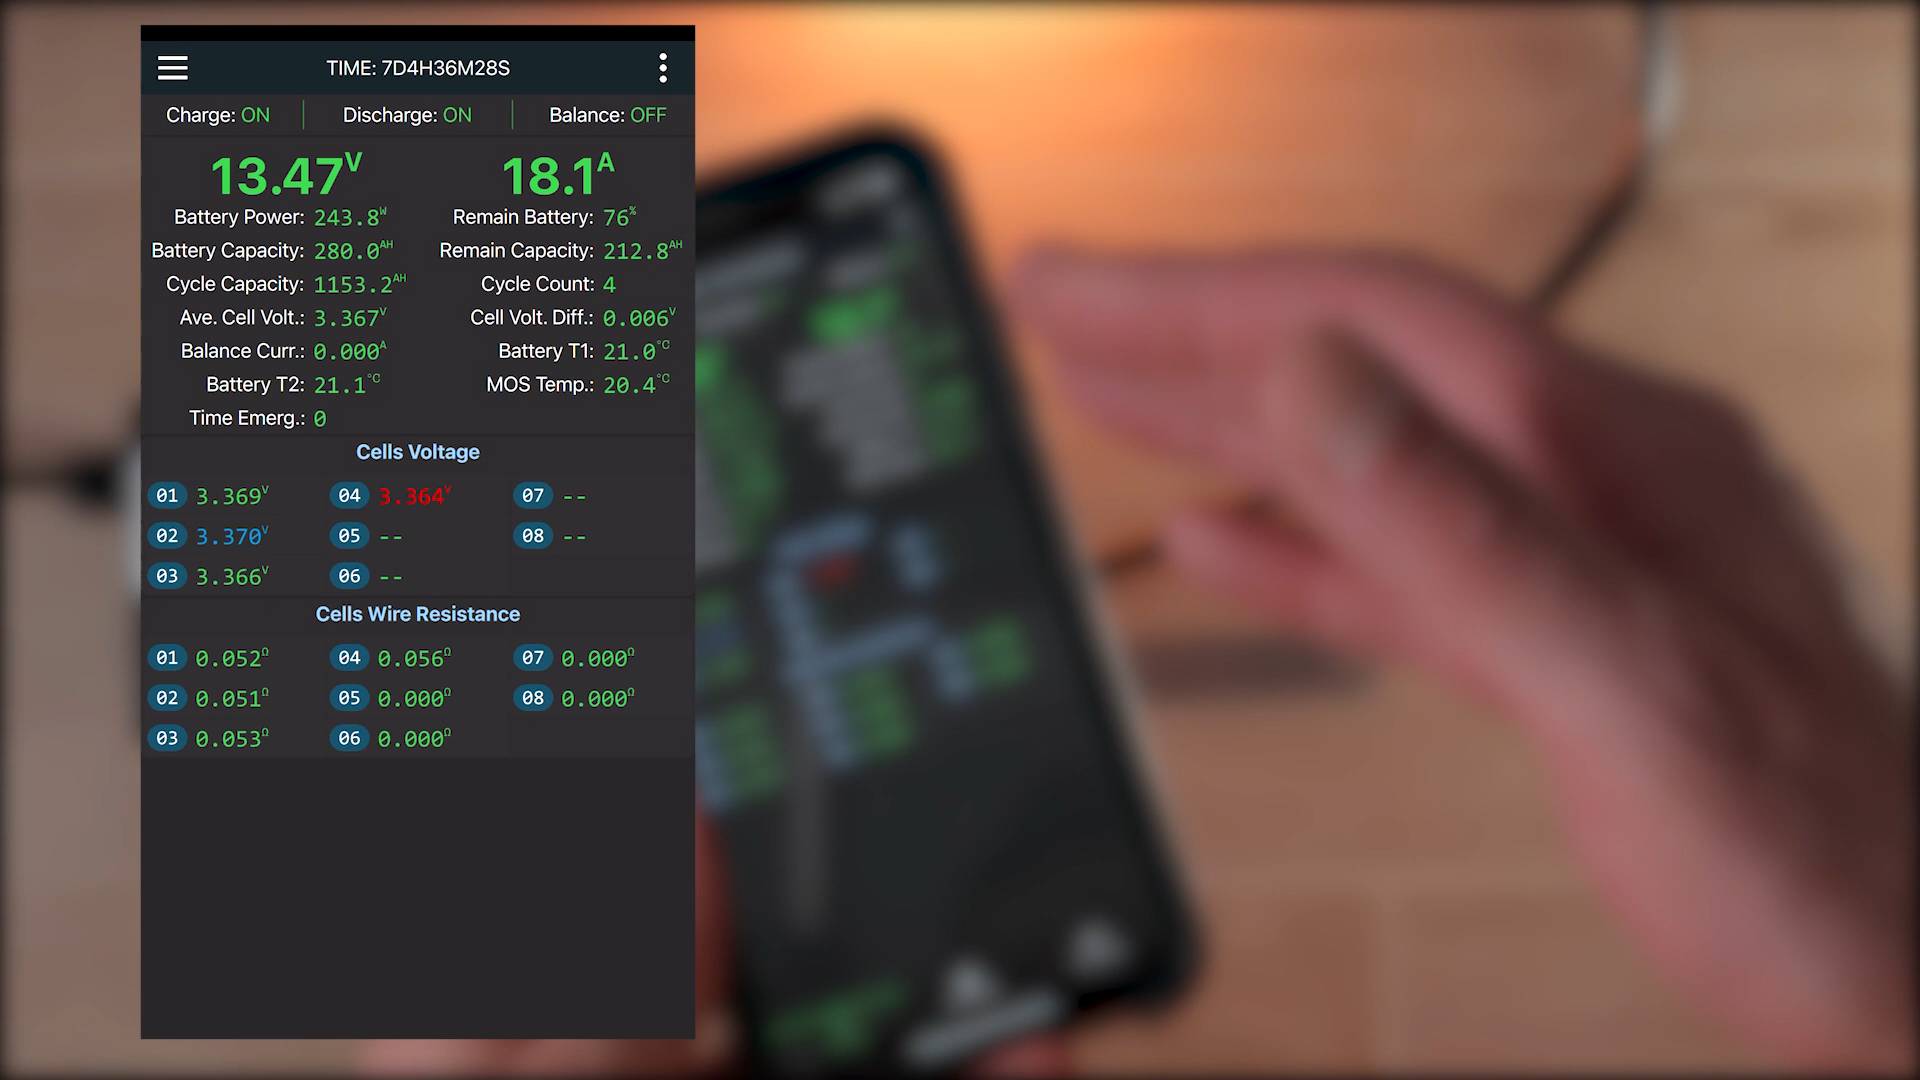 TIME: 7D4H36M28S
Charge: ON Discharge: ON Balance: OFF
13.47V 18.1A
Battery Power: 243.8W Remain Battery: 76%
Battery Capacity: 280.0AH Remain Capacity: 212.8AH
Cycle Capacity: 1153.2AH Cycle Count: 4
Ave. Cell Volt.: 3.367V Cell Volt. Diff.: 0.006V
Balance Curr.: 0.000A Battery T1: 21.0°C
Battery T2: 21.1°C MOS Temp.: 20.4°C
Time Emerg.: 0
Cells Voltage
01 3.369V 04 3.364V 07 --
02 3.370V 05 -- 08 --
03 3.366V 06 --
Cells Wire Resistance
01 0.052Ω 04 0.056Ω 07 0.000Ω
02 0.051Ω 05 0.000Ω 08 0.000Ω
03 0.053Ω 06 0.000Ω